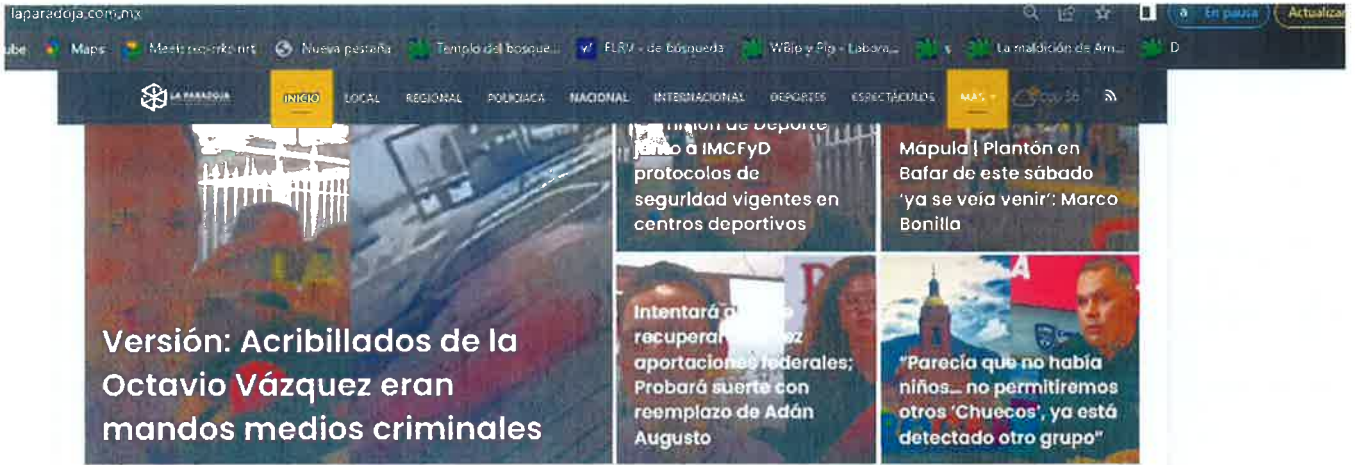 laparadoja.com.mx
En pausa
Actualizar
ube Maps Nueva pestaña Templo del bosque... - de búsqueda La maldición de Am... D
LA PARADOJA INICIO LOCAL REGIONAL POLICIACA NACIONAL INTERNACIONAL DEPORTES ESPECTÁCULOS MÁS
de Deporte
junto a IMCFyD
protocolos de
seguridad vigentes en
centros deportivos
Mápula | Plantón en
Bafar de este sábado
‘ya se veía venir’: Marco
Bonilla
Versión: Acribillados de la
Octavio Vázquez eran
mandos medios criminales
Intentará
recuperar
aportaciones federales;
Probará suerte con
reemplazo de Adán
Augusto
“Parecía que no había
niños... no permitiremos
otros ‘Chuecos’, ya está
detectado otro grupo”